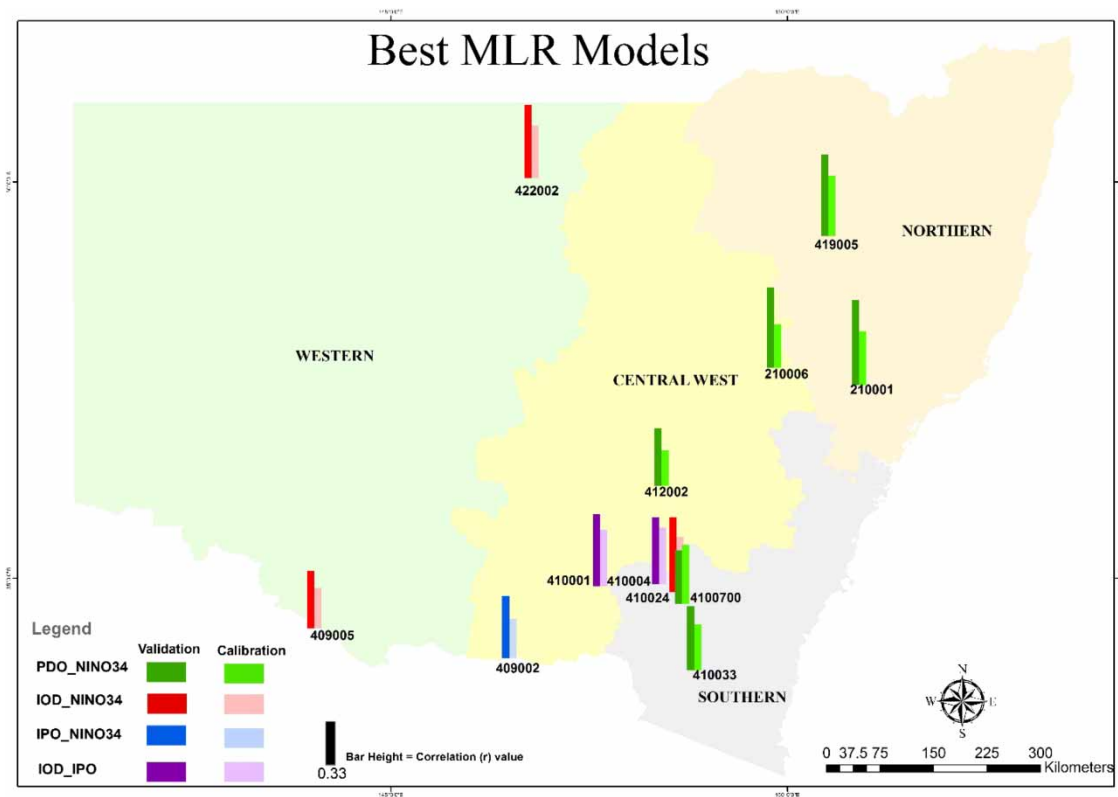 Best MLR Models
422002
419005
NORTHERN
WESTERN
210006
CENTRAL WEST
210001
412002
410001
410004
410024
4100700
409005
409002
410033
SOUTHERN
Legend
Validation Calibration
PDO_NINO34
IOD_NINO34
IPO_NINO34
IOD_IPO
0.33
Bar Height = Correlation (r) value
N
W E
S
0 37.5 75 150 225 300
Kilometers